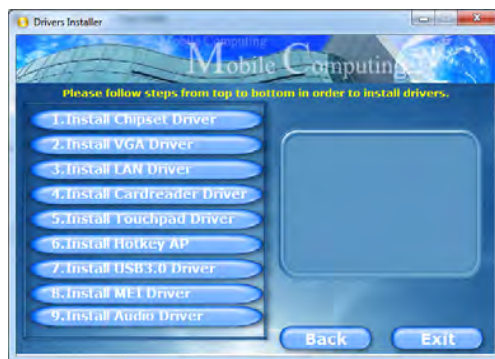 Drivers Installer
Mobile Computing
Mobile Computing
Please follow steps from top to bottom in order to install drivers.
1.Install Chipset Driver
2.Install VGA Driver
3.Install LAN Driver
4.Install Cardreader Driver
5.Install Touchpad Driver
6.Install Hotkey AP
7.Install USB3.0 Driver
8.Install MEI Driver
9.Install Audio Driver
Back
Exit